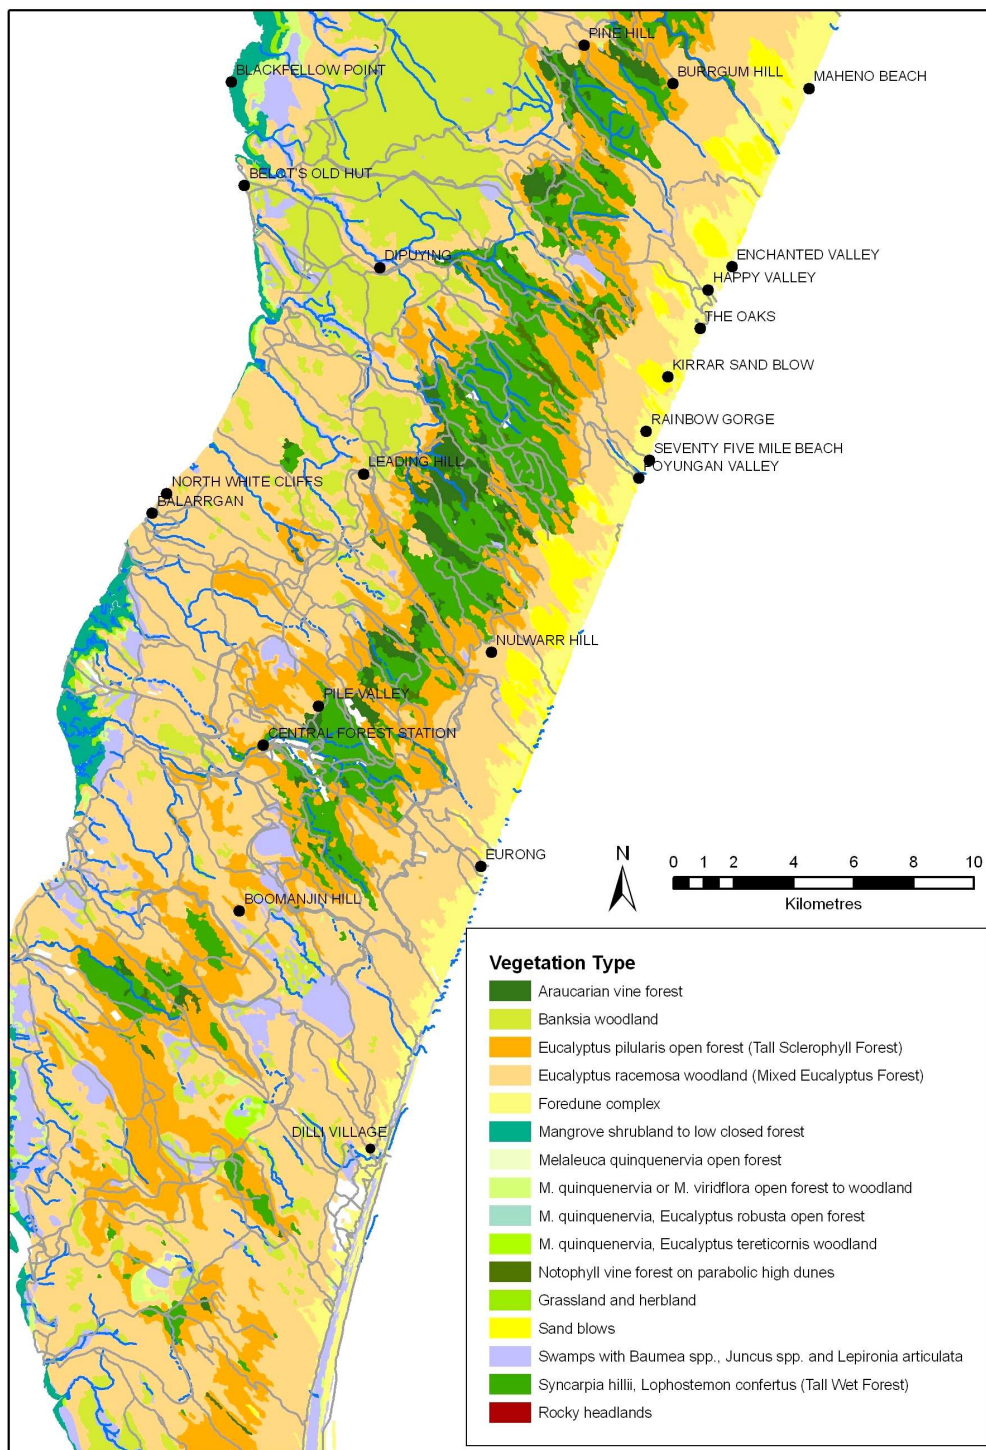 PINE HILL
BLACKFELLOW POINT
BURRGUM HILL
MAHENO BEACH
BELOT'S OLD HUT
DIPUYING
ENCHANTED VALLEY
HAPPY VALLEY
THE OAKS
KIRRAR SAND BLOW
RAINBOW GORGE
SEVENTY FIVE MILE BEACH
POYUNGAN VALLEY
LEADING HILL
NORTH WHITE CLIFFS
BALARRGAN
NULWARR HILL
PILE VALLEY
CENTRAL FOREST STATION
EURONG
BOOMANJIN HILL
DILLI VILLAGE
N
0 1 2 4 6 8 10
Kilometres
Vegetation Type
Araucarian vine forest
Banksia woodland
Eucalyptus pilularis open forest (Tall Sclerophyll Forest)
Eucalyptus racemosa woodland (Mixed Eucalyptus Forest)
Foredune complex
Mangrove shrubland to low closed forest
Melaleuca quinquenervia open forest
M. quinquenervia or M. viridflora open forest to woodland
M. quinquenervia, Eucalyptus robusta open forest
M. quinquenervia, Eucalyptus tereticornis woodland
Notophyll vine forest on parabolic high dunes
Grassland and herbland
Sand blows
Swamps with Baumea spp., Juncus spp. and Lepironia articulata
Syncarpia hillii, Lophostemon confertus (Tall Wet Forest)
Rocky headlands